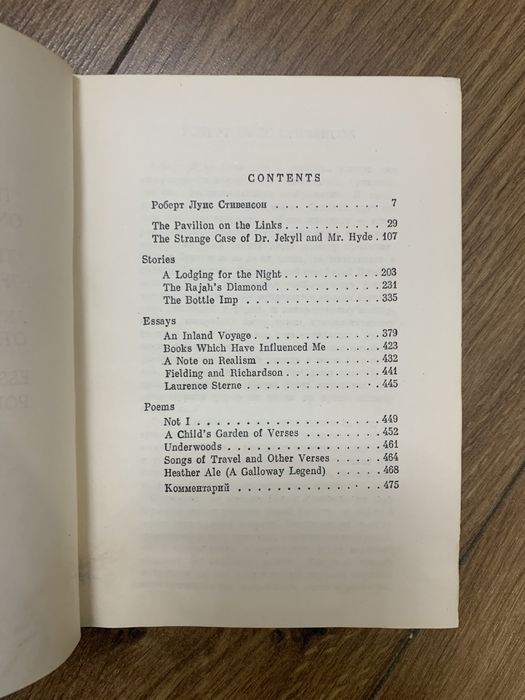 CONTENTS
Роберт Луис Стивенсон . . . . . . . . . . . 7
The Pavilion on the Links . . . . . . . . . 29
The Strange Case of Dr. Jekyll and Mr. Hyde . 107
Stories
A Lodging for the Night . . . . . . . . . 203
The Rajah's Diamond . . . . . . . . . . 231
The Bottle Imp . . . . . . . . . . . . 335
Essays
An Inland Voyage . . . . . . . . . . . . 379
Books Which Have Influenced Me . . . . . 423
A Note on Realism . . . . . . . . . . . 432
Fielding and Richardson . . . . . . . . . 441
Laurence Sterne . . . . . . . . . . . . 445
Poems
Not I . . . . . . . . . . . . . . . . . 449
A Child's Garden of Verses . . . . . . . 452
Underwoods . . . . . . . . . . . . . . 461
Songs of Travel and Other Verses . . . . 464
Heather Ale (A Galloway Legend) . . . . . 468
Комментарий . . . . . . . . . . . . . 475